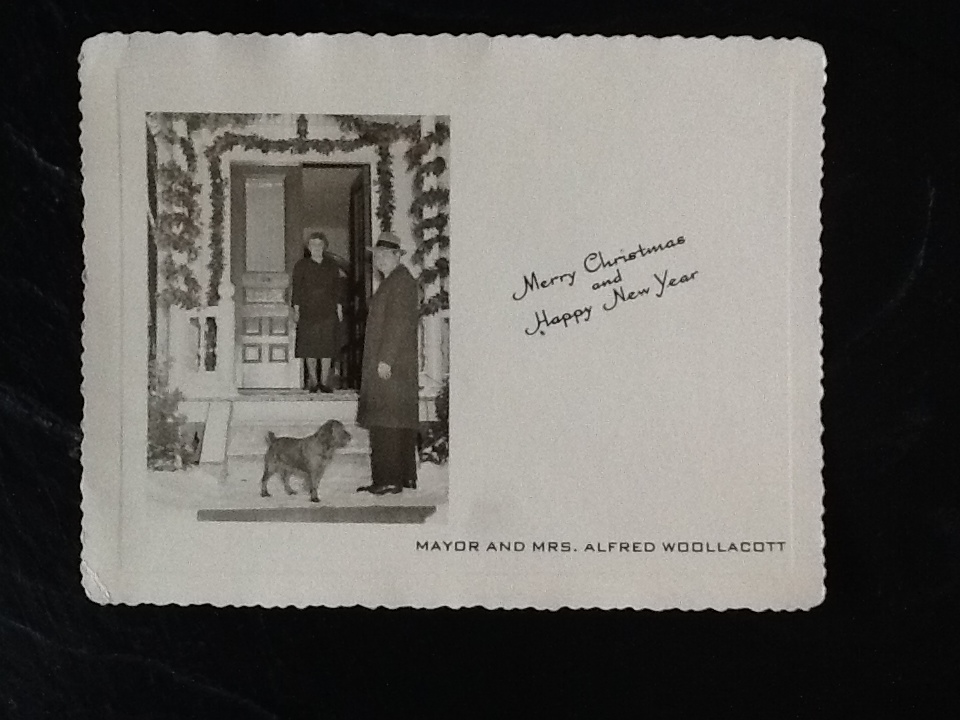 Merry Christmas
and
Happy New Year
MAYOR AND MRS. ALFRED WOOLLACOTT